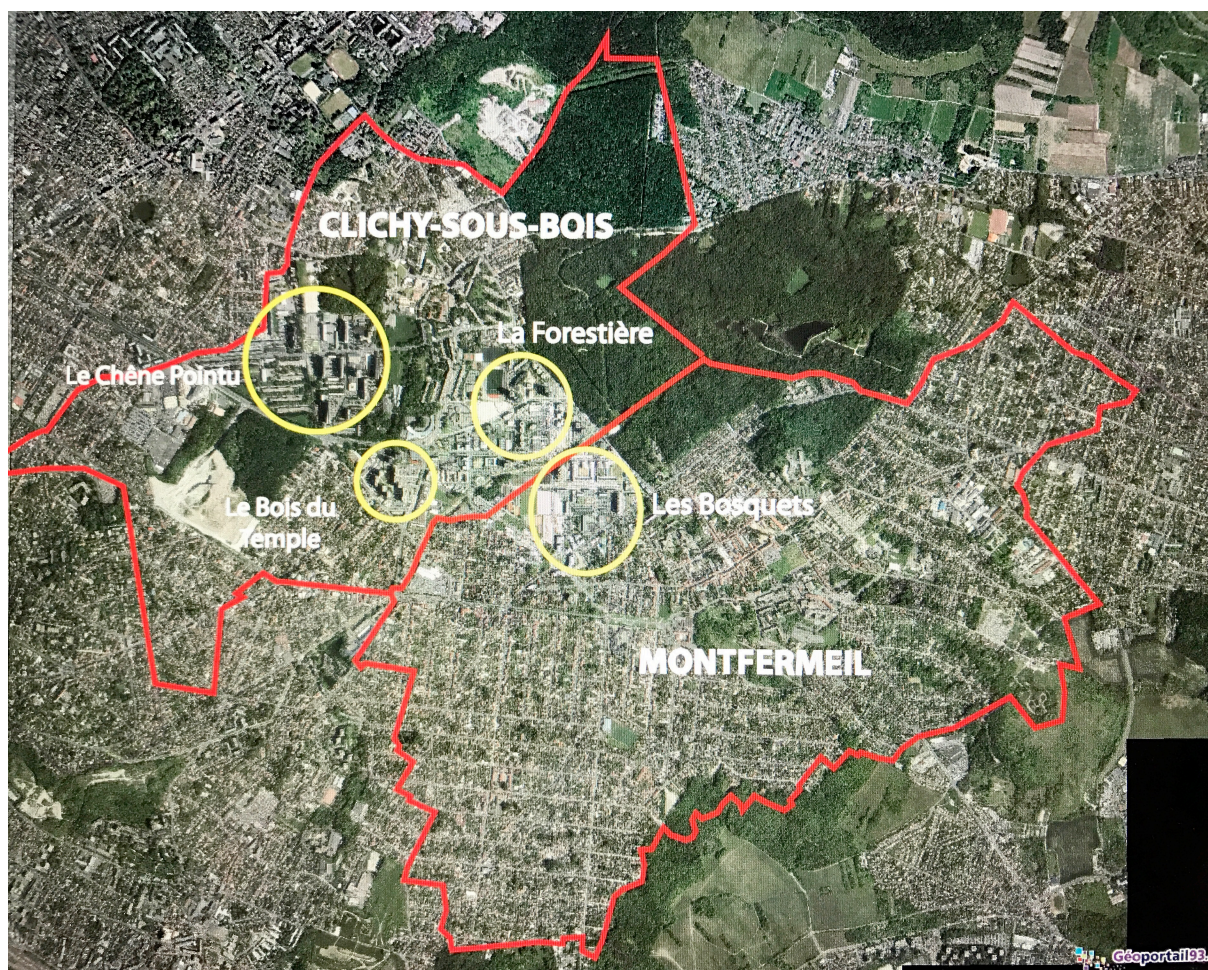 CLICHY-SOUS-BOIS
La Forestière
Le Chêne Pointu
Les Bosquets
Le Bois du
Temple
MONTFERMEIL
Géoportail93.